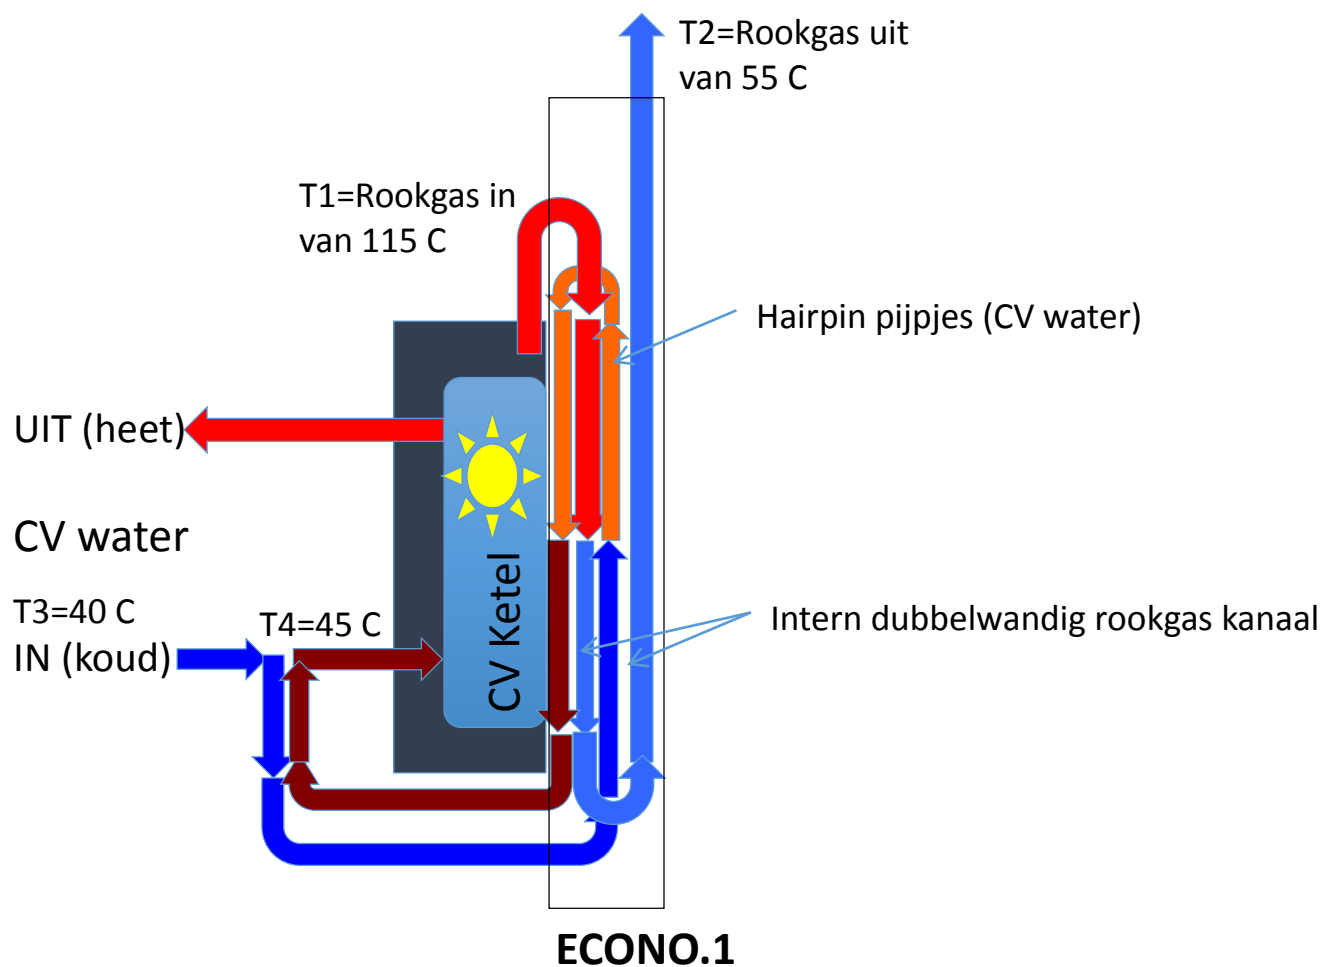 T2=Rookgas uit
van 55 C
T1=Rookgas in
van 115 C
Hairpin pijpjes (CV water)
UIT (heet)
CV water
CV Ketel
T3=40 C
T4=45 C
IN (koud)
Intern dubbelwandig rookgas kanaal
ECONO.1